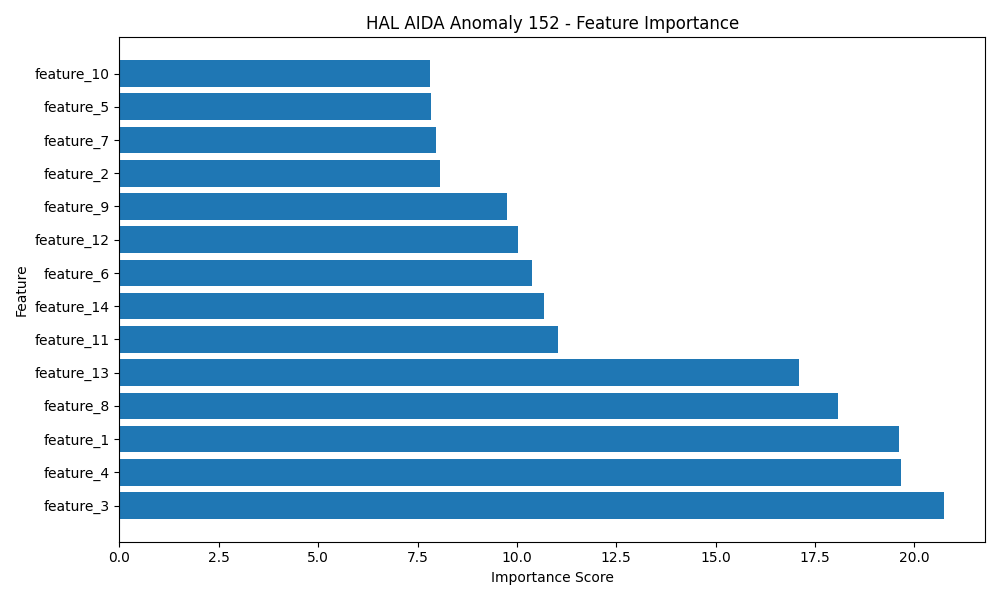 HAL AIDA Anomaly 152 - Feature Importance
feature_10
feature_5
feature_7
feature_2
feature_9
feature_12
feature_6
feature_14
feature_11
feature_13
feature_8
feature_1
feature_4
feature_3
Feature
0.0 2.5 5.0 7.5 10.0 12.5 15.0 17.5 20.0
Importance Score